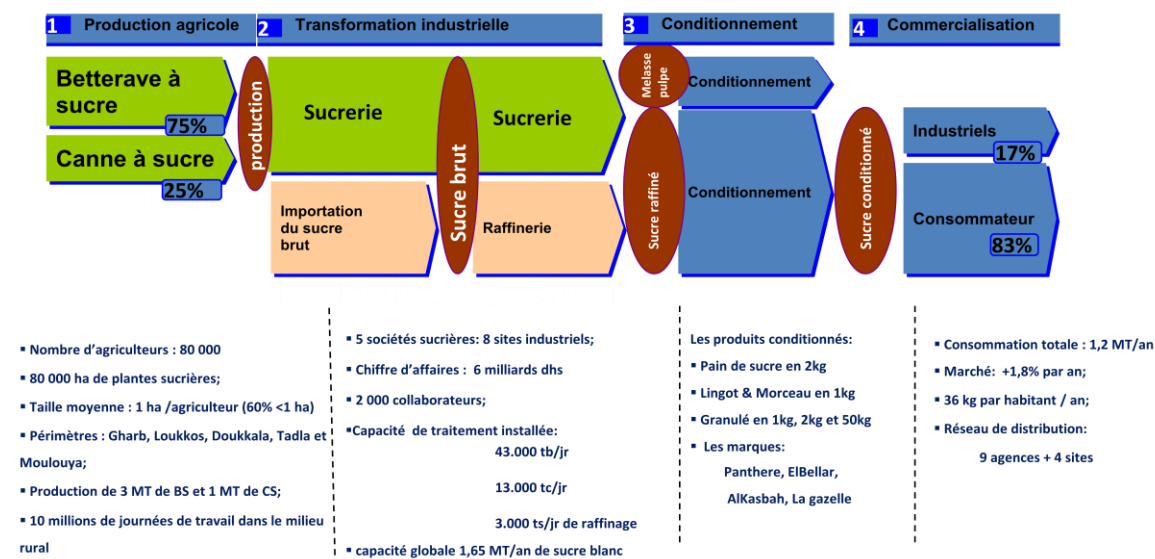 1 Production agricole
2 Transformation industrielle
3 Conditionnement
4 Commercialisation
Betterave à
sucre
75%
Canne à sucre
25%
production
Sucrerie
Importation
du sucre
brut
Sucre brut
Sucrerie
Raffinerie
Melasse
pulpe
Sucre raffiné
Conditionnement
Conditionnement
Sucre conditionné
Industriels
17%
Consommateur
83%
▪ Nombre d'agriculteurs : 80 000
▪ 80 000 ha de plantes sucrières;
▪ Taille moyenne : 1 ha /agriculteur (60% <1 ha)
▪ Périmètres : Gharb, Loukkos, Doukkala, Tadla et
Moulouya;
▪ Production de 3 MT de BS et 1 MT de CS;
▪ 10 millions de journées de travail dans le milieu
rural
▪ 5 sociétés sucrières: 8 sites industriels;
▪ Chiffre d'affaires : 6 milliards dhs
▪ 2 000 collaborateurs;
▪Capacité de traitement installée:
43.000 tb/jr
13.000 tc/jr
3.000 ts/jr de raffinage
▪ capacité globale 1,65 MT/an de sucre blanc
Les produits conditionnés:
▪ Pain de sucre en 2kg
▪ Lingot & Morceau en 1kg
▪ Granulé en 1kg, 2kg et 50kg
▪ Les marques:
Panthere, ElBellar,
AlKasbah, La gazelle
▪ Consommation totale : 1,2 MT/an
▪ Marché: +1,8% par an;
▪ 36 kg par habitant / an;
▪ Réseau de distribution:
9 agences + 4 sites